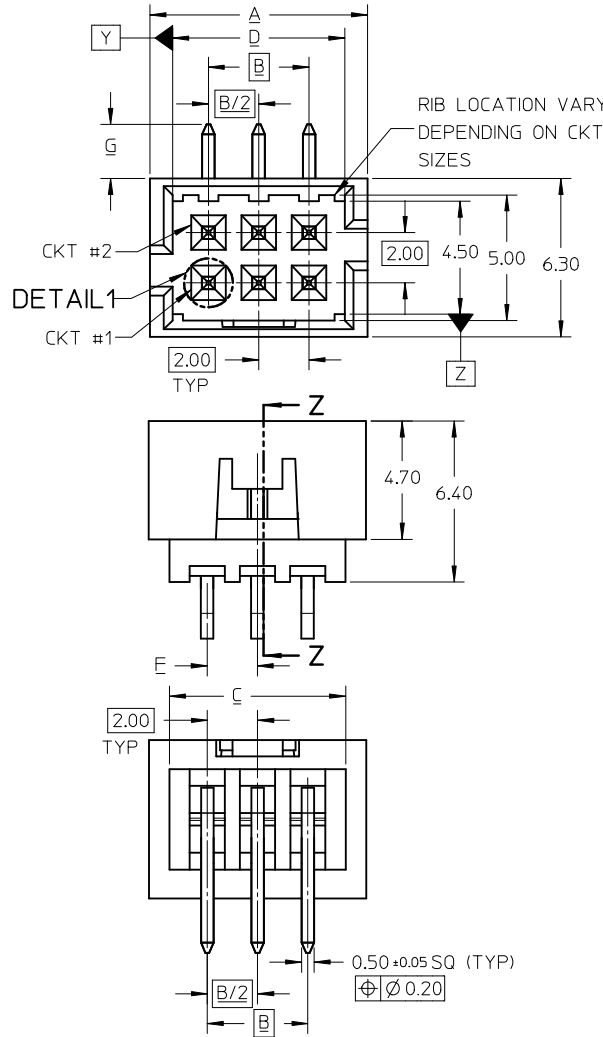 A
Y
D
B
B/2
RIB LOCATION VARY
DEPENDING ON CKT
SIZES
G
CKT #2
2.00
4.50
5.00
6.30
DETAIL1
CKT #1
2.00
TYP
Z
Z
4.70
6.40
Z
E
C
2.00
TYP
0.50 ±0.05 SQ (TYP)
⌖ Ø 0.20
B/2
B